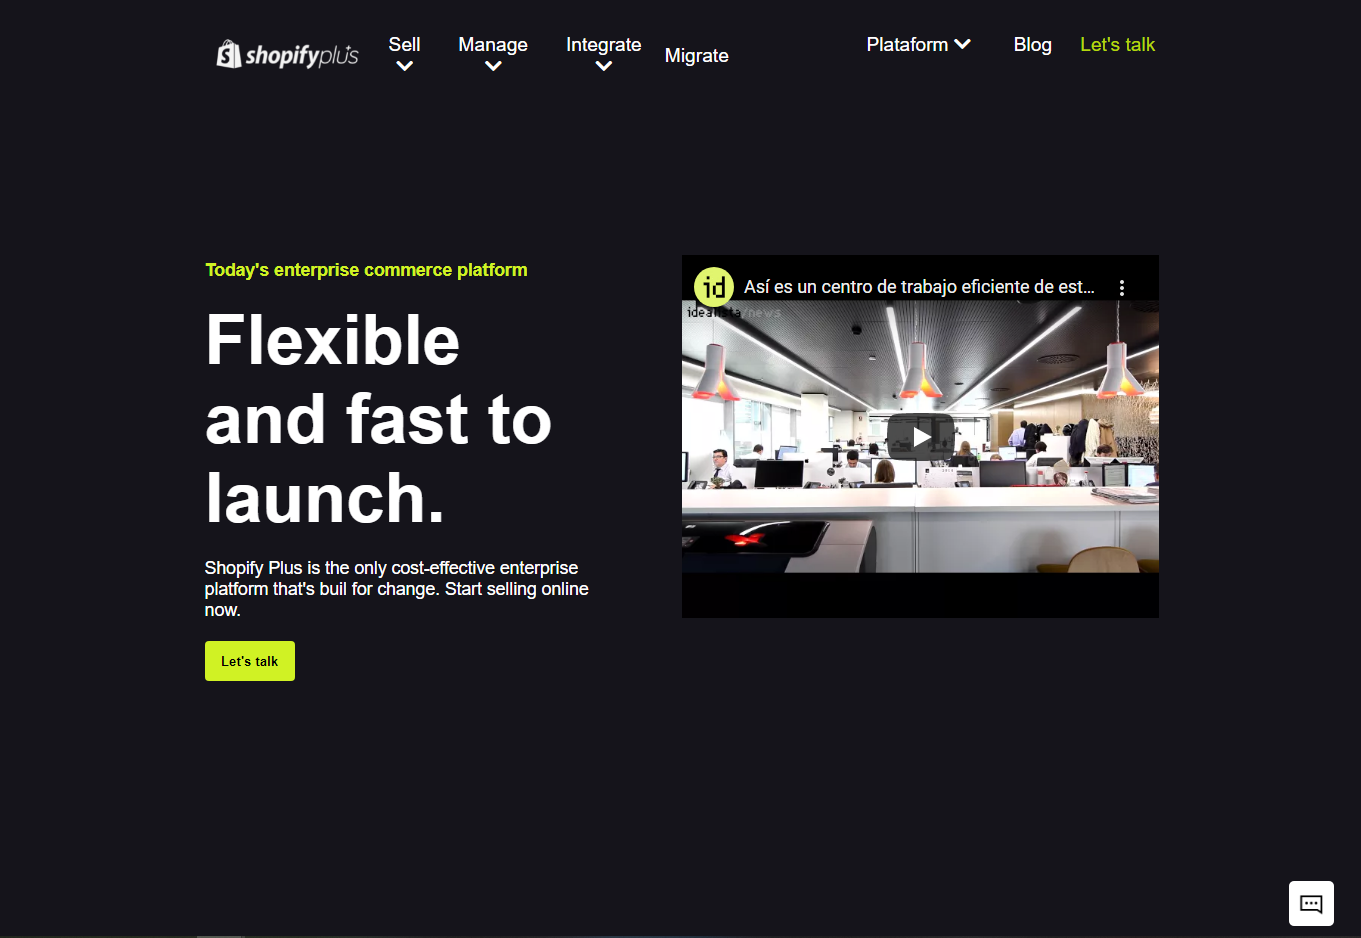 shopifyplus
Sell
Manage
Integrate
Migrate
Plataform
Blog
Let's talk
Today's enterprise commerce platform
Flexible
and fast to
launch.
Shopify Plus is the only cost-effective enterprise
platform that's buil for change. Start selling online
now.
Let's talk
id
Así es un centro de trabajo eficiente de est...
idealista/news